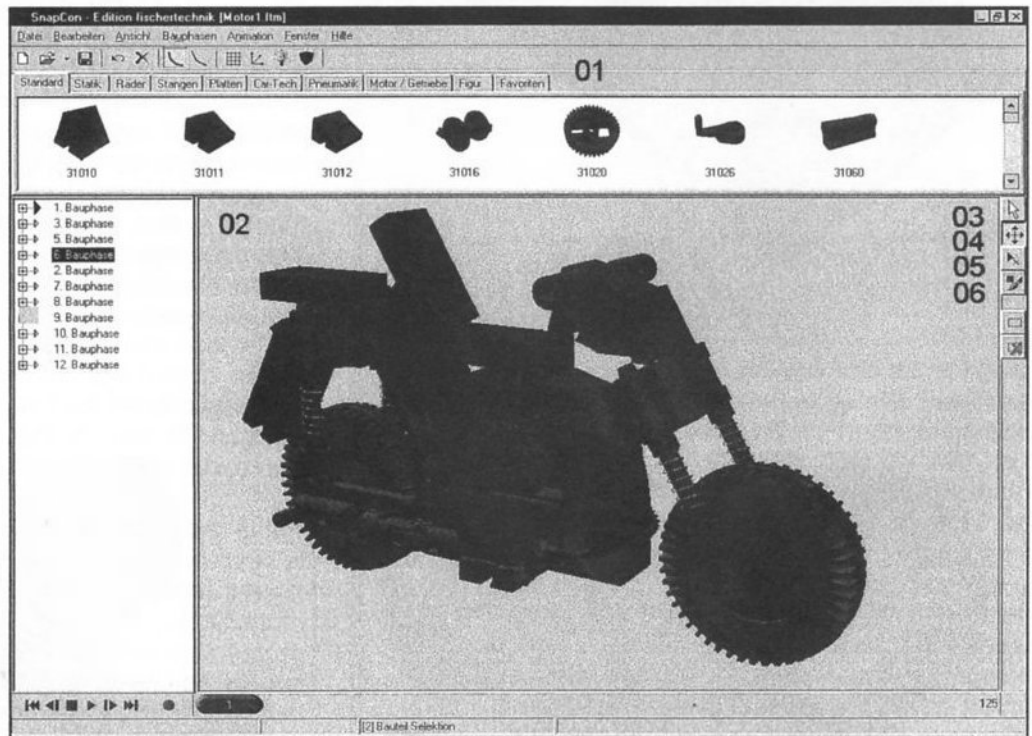 SnapCon - Edition fischertechnik [Motor1.ftm]
Datei Bearbeiten Ansicht Bauphasen Animation Fenster Hilfe
Standard Statik Räder Stangen Platten Car-Tech Pneumatik Motor / Getriebe Figur Favoriten
01
31010 31011 31012 31016 31020 31026 31060
1. Bauphase
3. Bauphase
5. Bauphase
6. Bauphase
2. Bauphase
7. Bauphase
8. Bauphase
9. Bauphase
10. Bauphase
11. Bauphase
12. Bauphase
02
03
04
05
06
1
125
[2] Bauteil Selektion